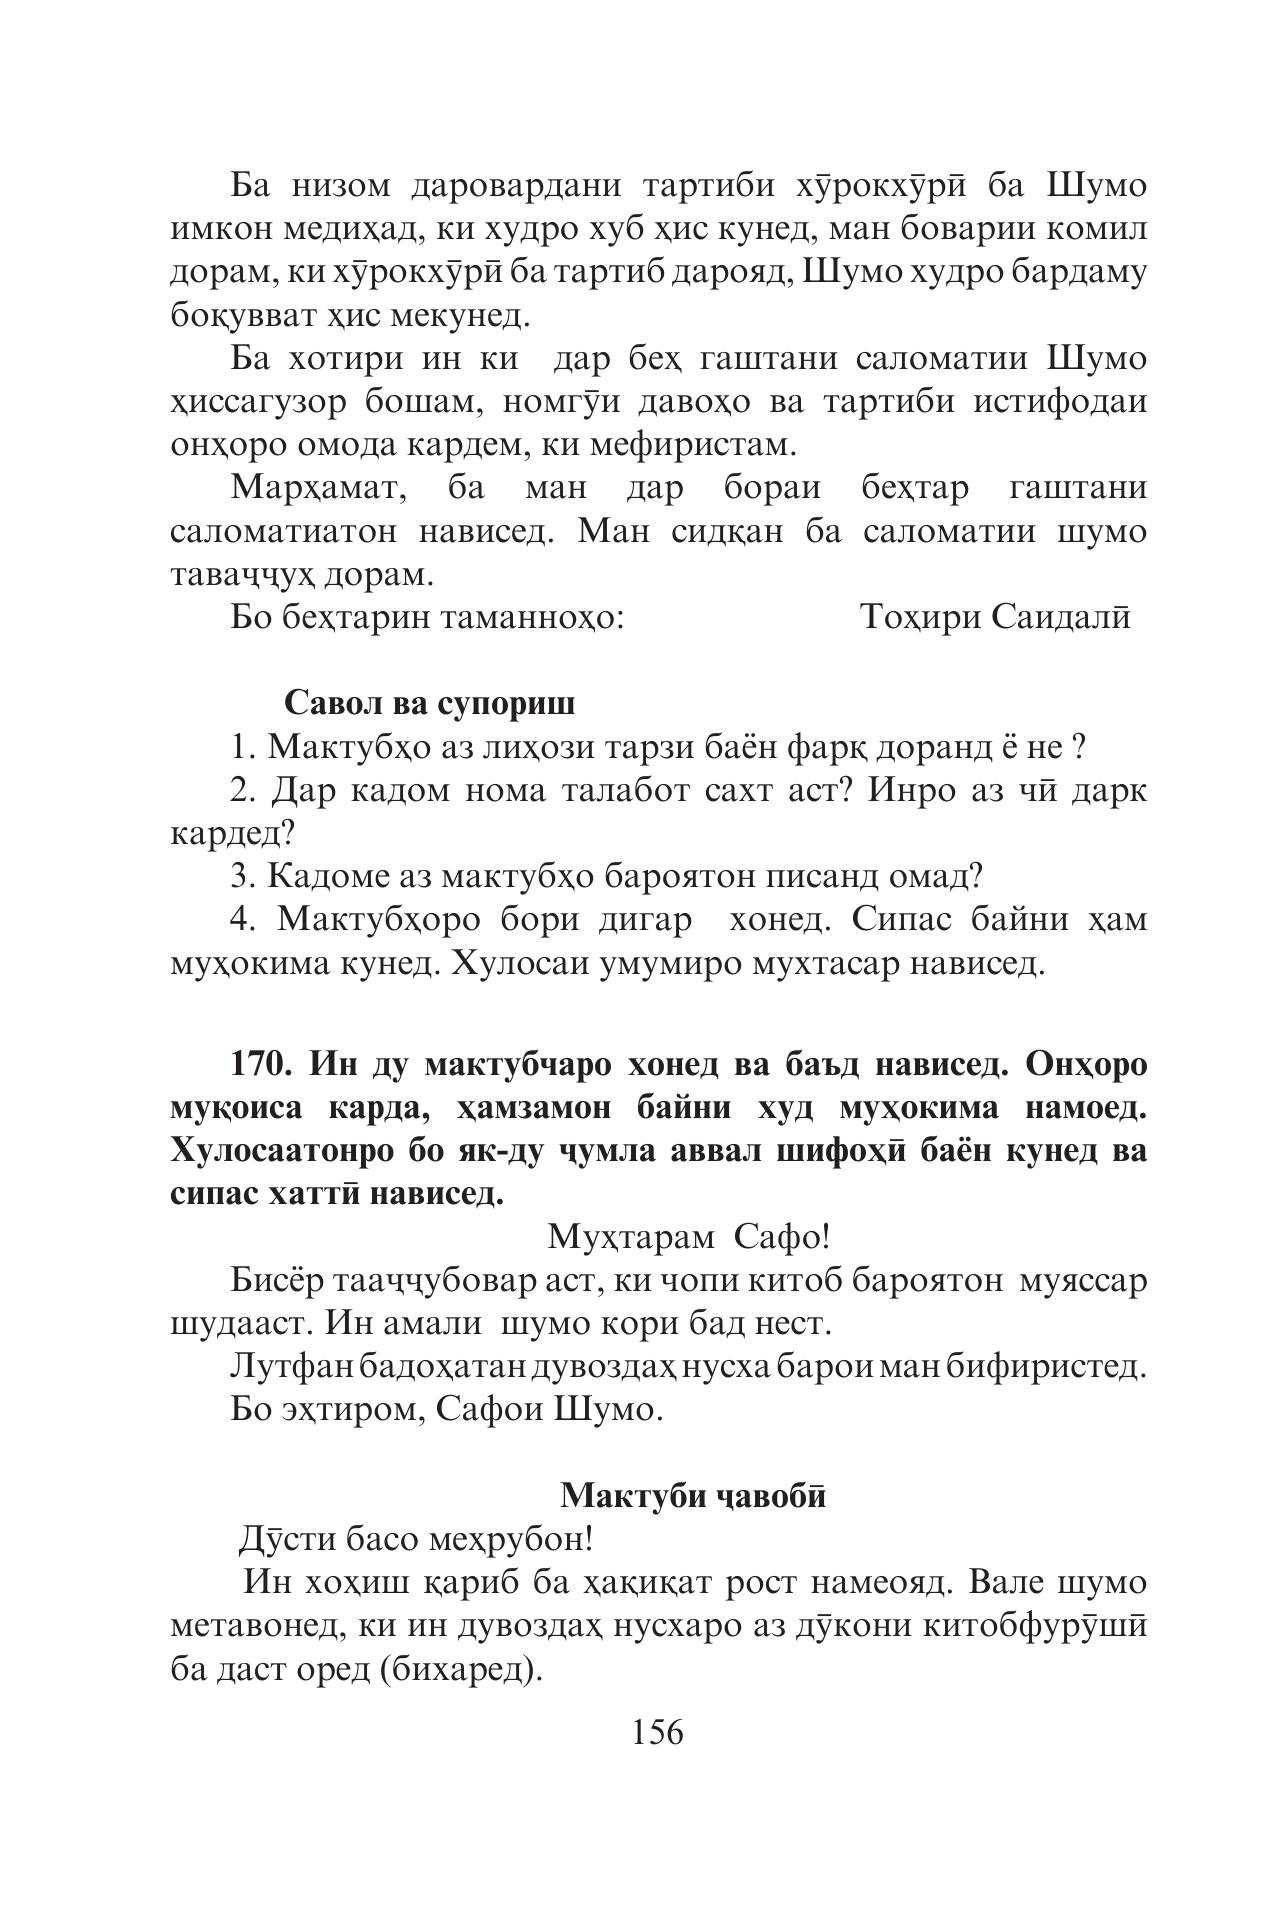 Ба низом даровардани тартиби хӯрокхӯрӣ ба Шумо
имкон медиҳад, ки худро хуб ҳис кунед, ман боварии комил
дорам, ки хӯрокхӯрӣ ба тартиб дарояд, Шумо худро бардаму
боқувват ҳис мекунед.
Ба хотири ин ки дар беҳ гаштани саломатии Шумо
ҳиссагузор бошам, номгӯи давоҳо ва тартиби истифодаи
онҳоро омода кардем, ки мефиристам.
Марҳамат, ба ман дар бораи беҳтар гаштани
саломатиатон нависед. Ман сидқан ба саломатии шумо
таваҷҷуҳ дорам.
Бо беҳтарин таманноҳо: Тоҳири Саидалӣ
Савол ва супориш
1. Мактубҳо аз лиҳози тарзи баён фарқ доранд ё не ?
2. Дар кадом нома талабот сахт аст? Инро аз чӣ дарк
кардед?
3. Кадоме аз мактубҳо бароятон писанд омад?
4. Мактубҳоро бори дигар хонед. Сипас байни ҳам
муҳокима кунед. Хулосаи умумиро мухтасар нависед.
170. Ин ду мактубчаро хонед ва баъд нависед. Онҳоро
муқоиса карда, ҳамзамон байни худ муҳокима намоед.
Хулосаатонро бо як-ду ҷумла аввал шифоҳӣ баён кунед ва
сипас хаттӣ нависед.
Муҳтарам Сафо!
Бисёр тааҷҷубовар аст, ки чопи китоб бароятон муяссар
шудааст. Ин амали шумо кори бад нест.
Лутфан бадоҳатан дувоздаҳ нусха барои ман бифиристед.
Бо эҳтиром, Сафои Шумо.
Мактуби ҷавобӣ
Дӯсти басо меҳрубон!
Ин хоҳиш қариб ба ҳақиқат рост намеояд. Вале шумо
метавонед, ки ин дувоздаҳ нусхаро аз дӯкони китобфурӯшӣ
ба даст оред (бихаред).
156